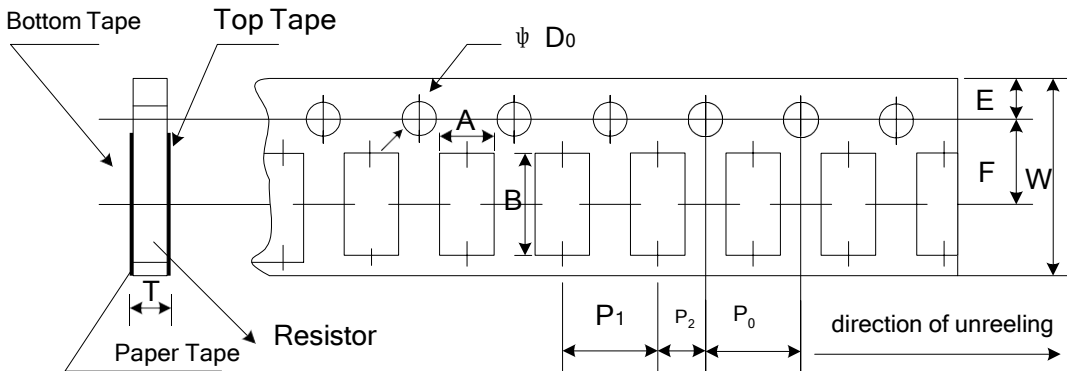 Bottom Tape
Top Tape
ψ D0
E
A
F
W
B
T
P1
P2
P0
Resistor
direction of unreeling
Paper Tape